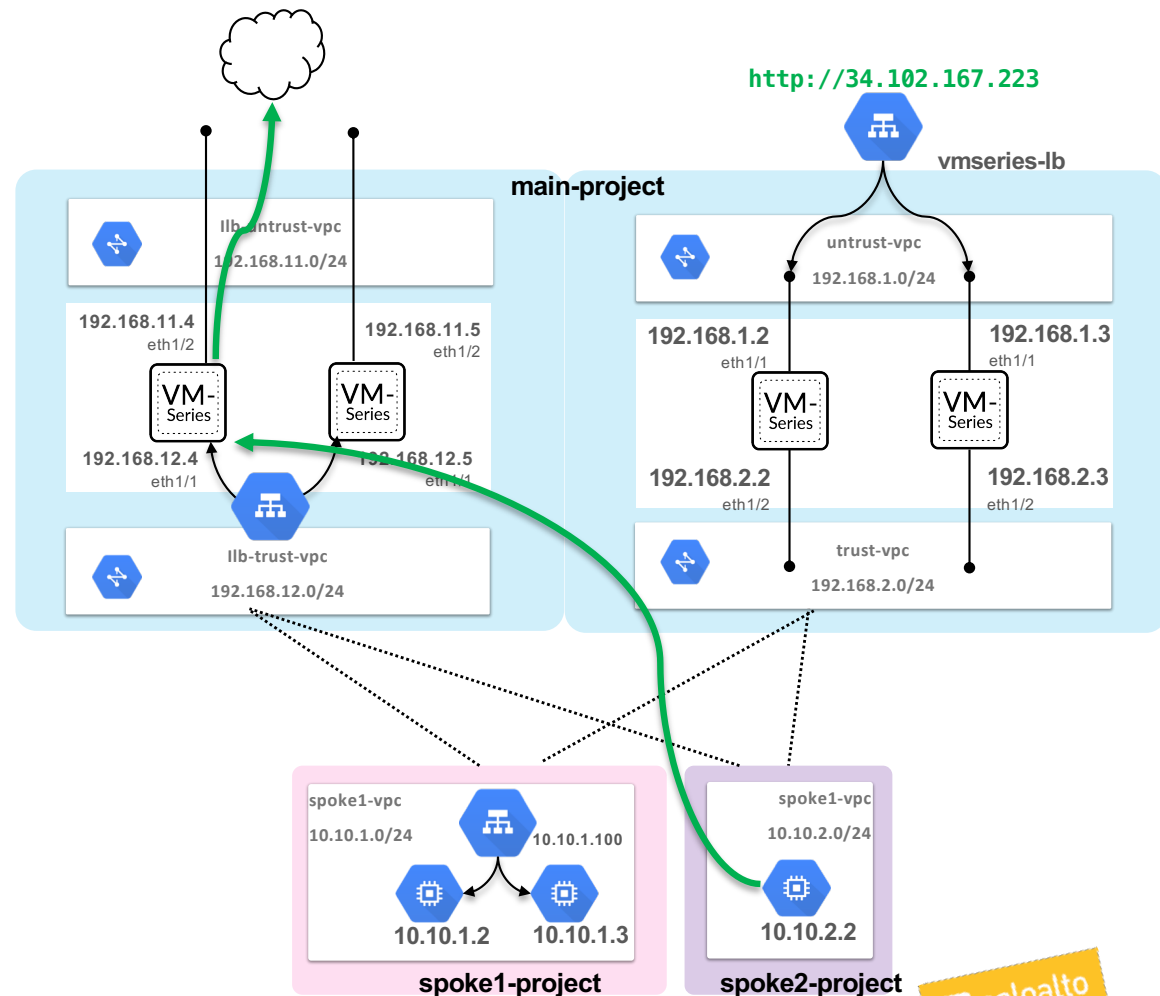 http://34.102.167.223
vmseries-lb
main-project
Ilb-untrust-vpc
192.168.11.0/24
untrust-vpc
192.168.1.0/24
192.168.11.4
eth1/2
192.168.11.5
eth1/2
192.168.1.2
eth1/1
192.168.1.3
eth1/1
VM-
Series
VM-
Series
VM-
Series
VM-
Series
192.168.12.4
eth1/1
192.168.12.5
eth1/1
192.168.2.2
eth1/2
192.168.2.3
eth1/2
Ilb-trust-vpc
192.168.12.0/24
trust-vpc
192.168.2.0/24
spoke1-vpc
10.10.1.0/24
10.10.1.100
10.10.1.2
10.10.1.3
spoke1-project
spoke1-vpc
10.10.2.0/24
10.10.2.2
spoke2-project